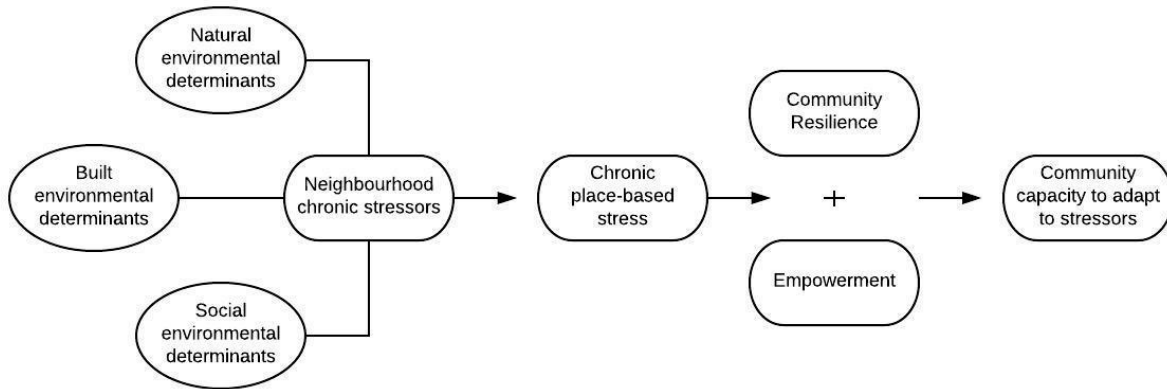 Natural
environmental
determinants
Built
environmental
determinants
Social
environmental
determinants
Neighbourhood
chronic stressors
Chronic
place-based
stress
Community
Resilience
+
Empowerment
Community
capacity to adapt
to stressors